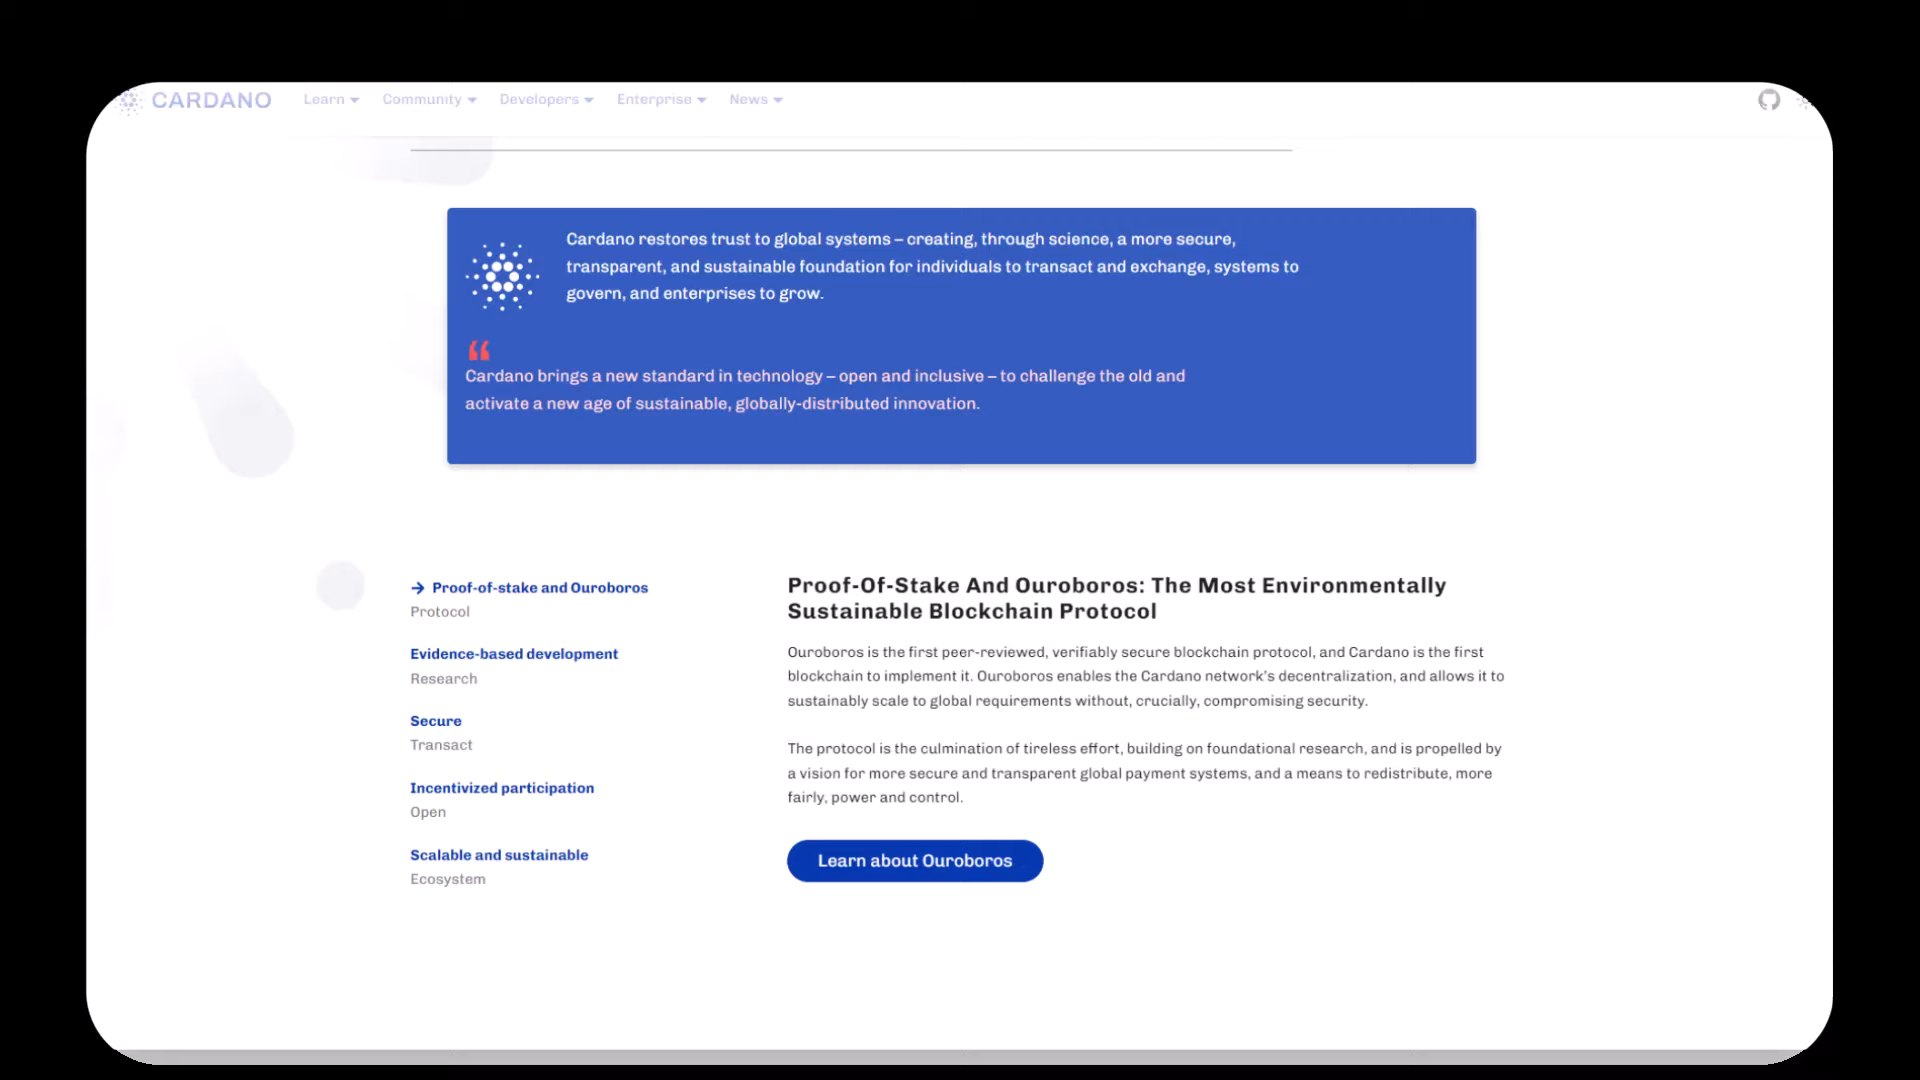 CARDANO
Learn
Community
Developers
Enterprise
News
Cardano restores trust to global systems – creating, through science, a more secure,
transparent, and sustainable foundation for individuals to transact and exchange, systems to
govern, and enterprises to grow.
“
Cardano brings a new standard in technology – open and inclusive – to challenge the old and
activate a new age of sustainable, globally-distributed innovation.
→ Proof-of-stake and Ouroboros
Protocol
Evidence-based development
Research
Secure
Transact
Incentivized participation
Open
Scalable and sustainable
Ecosystem
Proof-Of-Stake And Ouroboros: The Most Environmentally
Sustainable Blockchain Protocol
Ouroboros is the first peer-reviewed, verifiably secure blockchain protocol, and Cardano is the first
blockchain to implement it. Ouroboros enables the Cardano network's decentralization, and allows it to
sustainably scale to global requirements without, crucially, compromising security.
The protocol is the culmination of tireless effort, building on foundational research, and is propelled by
a vision for more secure and transparent global payment systems, and a means to redistribute, more
fairly, power and control.
Learn about Ouroboros